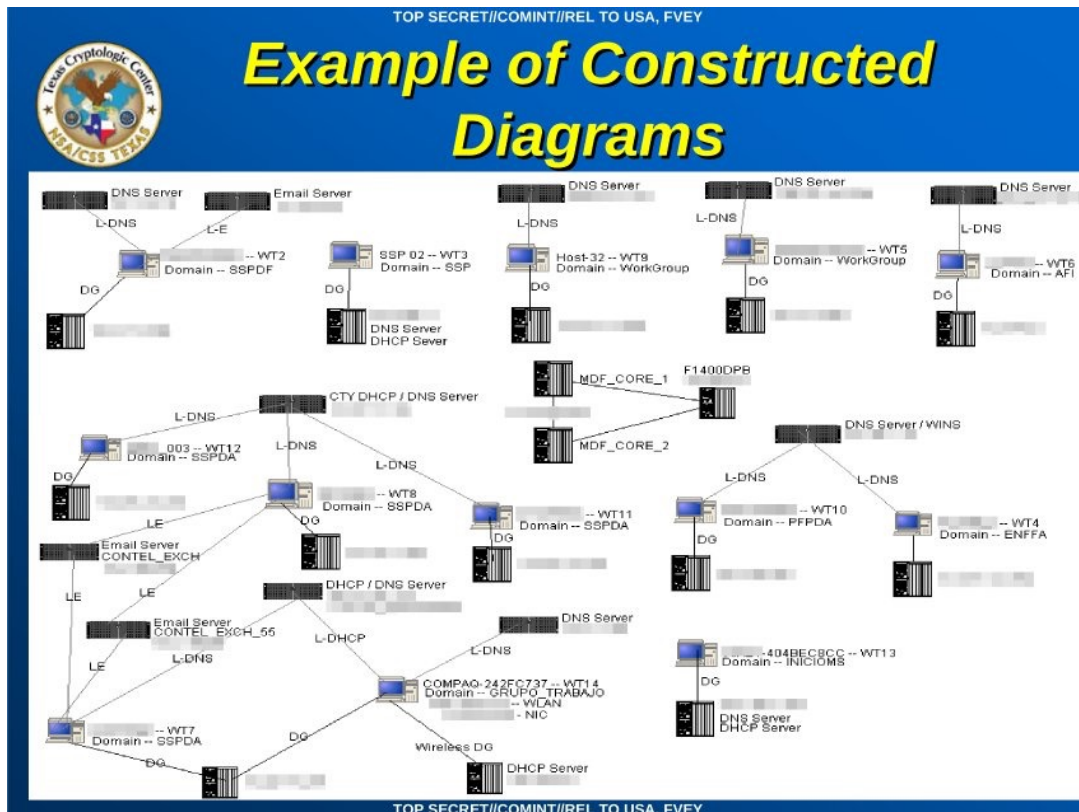 TOP SECRET//COMINT//REL TO USA, FVEY
Texas Cryptologic Center
NSA/CSS TEXAS
Example of Constructed
Diagrams
DNS Server
Email Server
L-DNS
L-E
-- WT2
Domain -- SSPDF
DG
SSP 02 -- WT3
Domain -- SSP
DG
DNS Server
DHCP Sever
DNS Server
L-DNS
Host-32 -- WT9
Domain -- WorkGroup
DG
DNS Server
L-DNS
-- WT5
Domain -- WorkGroup
DG
DNS Server
L-DNS
-- WT6
Domain -- AFI
DG
MDF_CORE_1
F1400DPB
MDF_CORE_2
CTY DHCP / DNS Server
L-DNS
L-DNS
L-DNS
003 -- WT12
Domain -- SSPDA
DG
-- WT8
Domain -- SSPDA
DG
-- WT11
Domain -- SSPDA
DG
DNS Server / WINS
L-DNS
L-DNS
-- WT10
Domain -- PFPDA
DG
-- WT4
Domain -- ENFFA
LE
Email Server
CONTEL_EXCH
LE
LE
Email Server
CONTEL_EXCH_55
LE
DHCP / DNS Server
L-DNS
L-DHCP
DNS Server
L-DNS
COMPAQ-242FC737 -- WT14
Domain -- GRUPO_TRABAJO
-- WLAN
- NIC
-- WT7
Domain -- SSPDA
DG
DG
Wireless DG
DHCP Server
-404BEC8CC -- WT13
Domain -- INICIOMS
DG
DNS Server
DHCP Server
TOP SECRET//COMINT//REL TO USA, FVEY